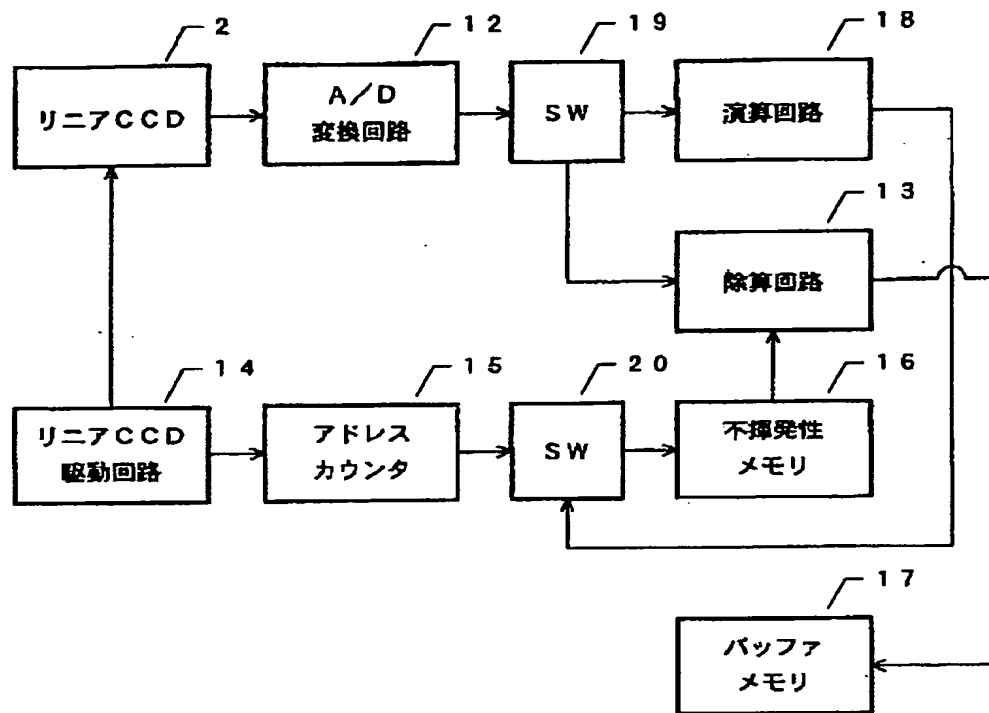 2
12
19
18
リニアCCD
A/D
変換回路
SW
演算回路
13
除算回路
14
15
20
16
リニアCCD
駆動回路
アドレス
カウンタ
SW
不揮発性
メモリ
17
バッファ
メモリ